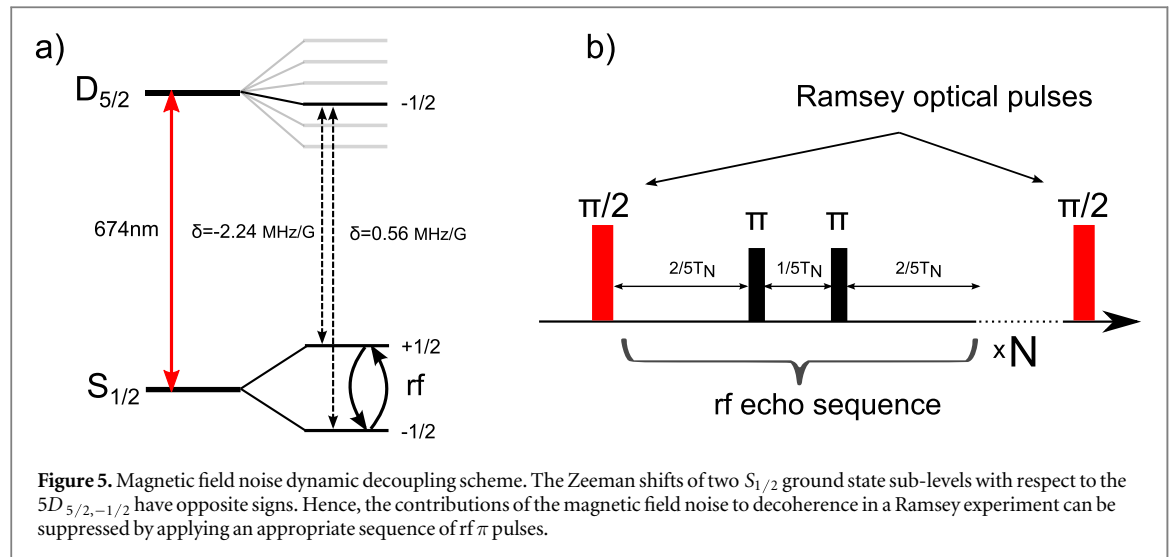 a)
D5/2
-1/2
674nm
δ=-2.24 MHz/G
δ=0.56 MHz/G
S1/2
+1/2
rf
-1/2
b)
Ramsey optical pulses
π/2
π
π
π/2
2/5TN
1/5TN
2/5TN
xN
rf echo sequence
Figure 5. Magnetic field noise dynamic decoupling scheme. The Zeeman shifts of two S1/2 ground state sub-levels with respect to the
5D5/2,−1/2 have opposite signs. Hence, the contributions of the magnetic field noise to decoherence in a Ramsey experiment can be
suppressed by applying an appropriate sequence of rf π pulses.